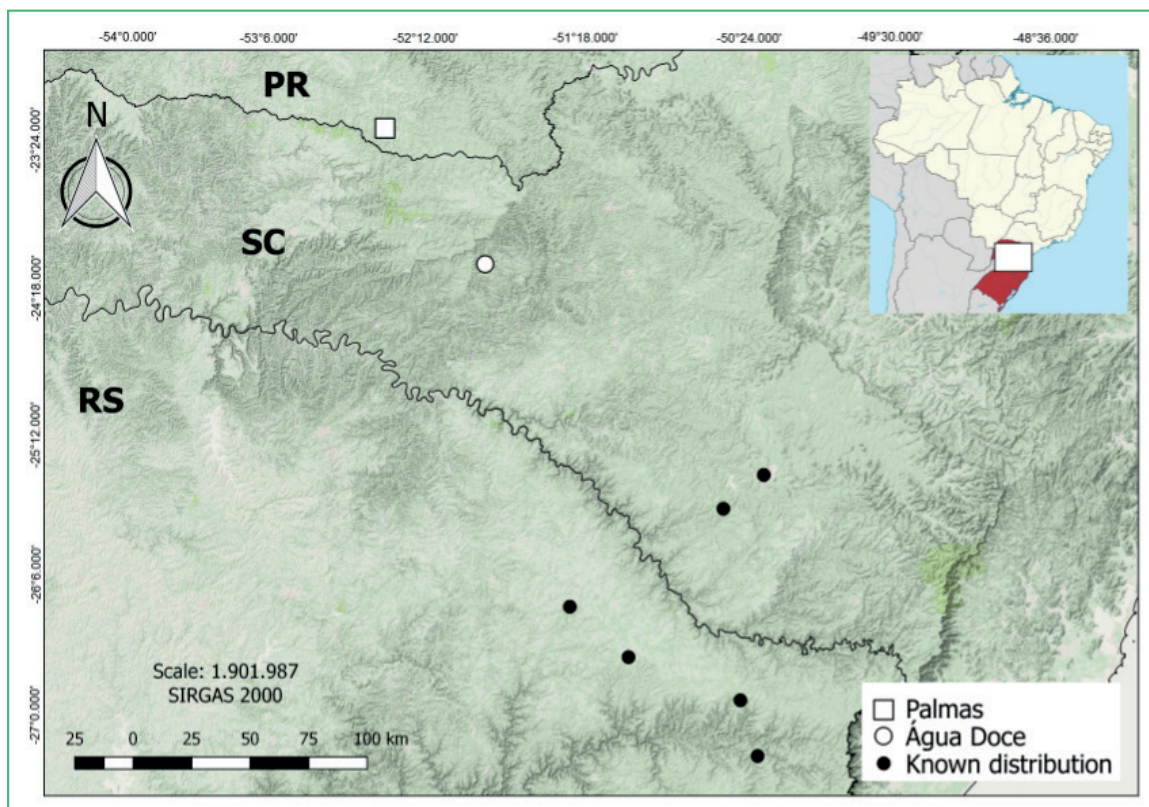 -54°0.000' -53°6.000' -52°12.000' -51°18.000' -50°24.000' -49°30.000' -48°36.000'
PR
N
-23°24.000'
SC
-24°18.000'
RS
-25°12.000'
-26°6.000'
Scale: 1.901.987
SIRGAS 2000
-27°0.000'
25 0 25 50 75 100 km
Palmas
Água Doce
Known distribution